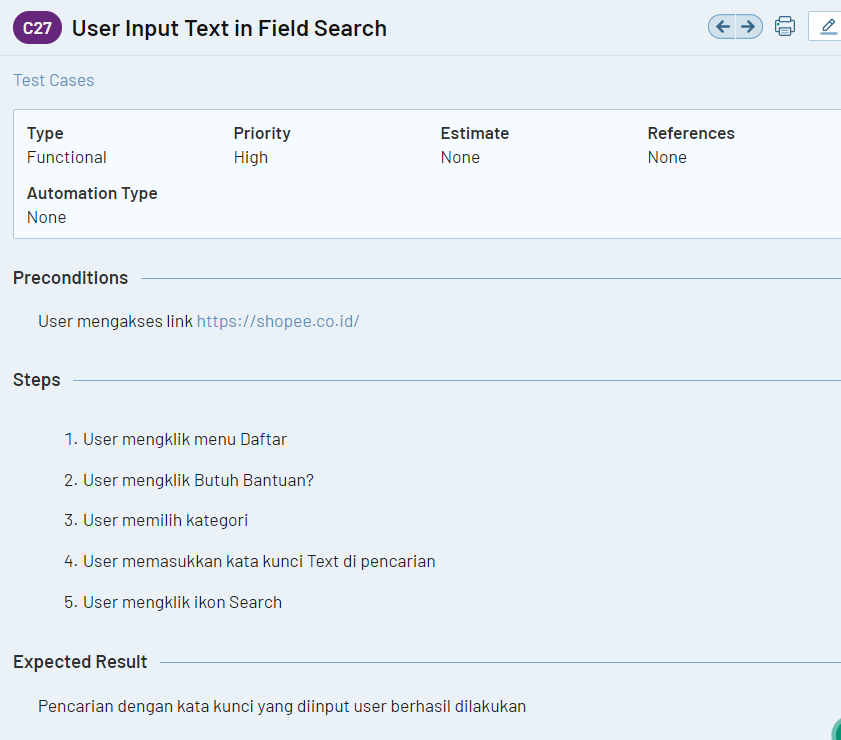 C27 User Input Text in Field Search
Test Cases
Type Priority Estimate References
Functional High None None
Automation Type
None
Preconditions
User mengakses link https://shopee.co.id/
Steps
1. User mengklik menu Daftar
2. User mengklik Butuh Bantuan?
3. User memilih kategori
4. User memasukkan kata kunci Text di pencarian
5. User mengklik ikon Search
Expected Result
Pencarian dengan kata kunci yang diinput user berhasil dilakukan